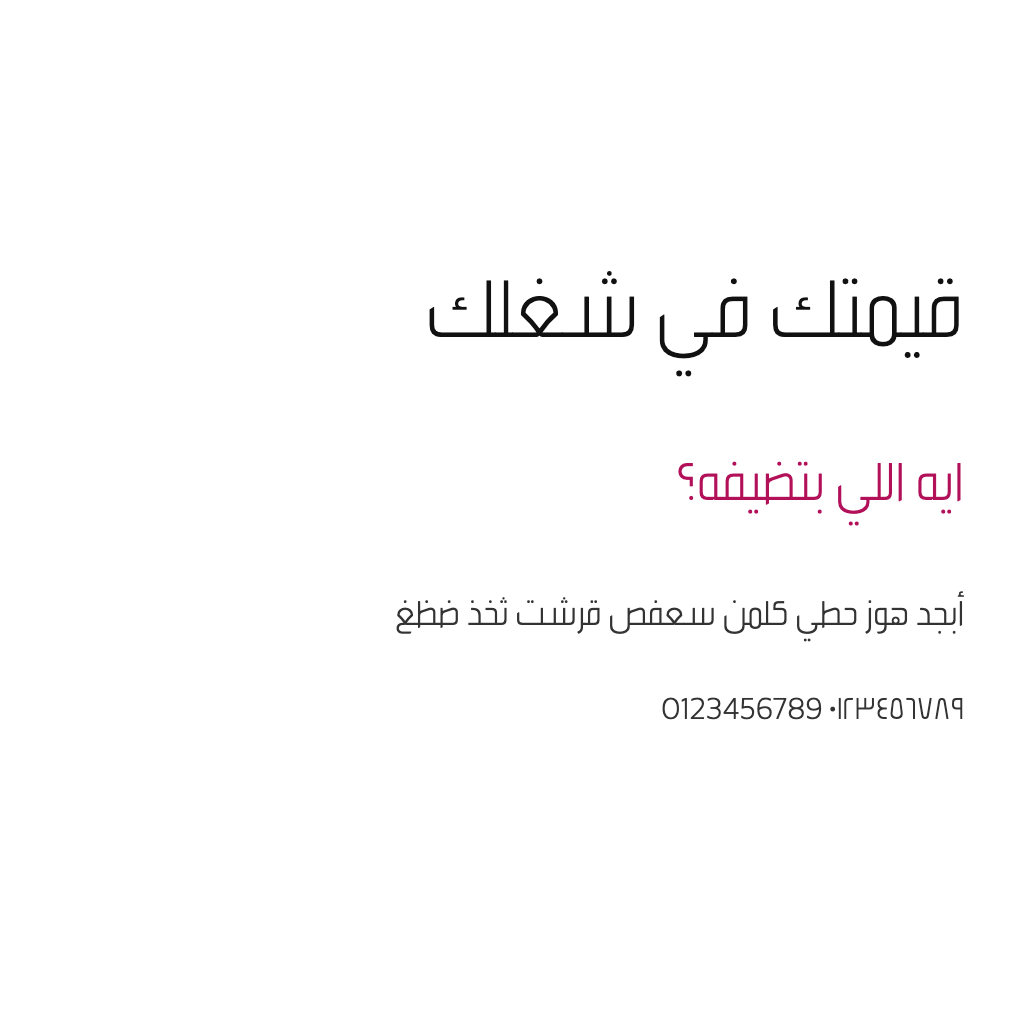 قيمتك في شغلك
ايه اللي بتضيفه؟
أبجد هوز حطي كلمن سعفص قرشت ثخذ ضظغ
0123456789 ٠١٢٣٤٥٦٧٨٩